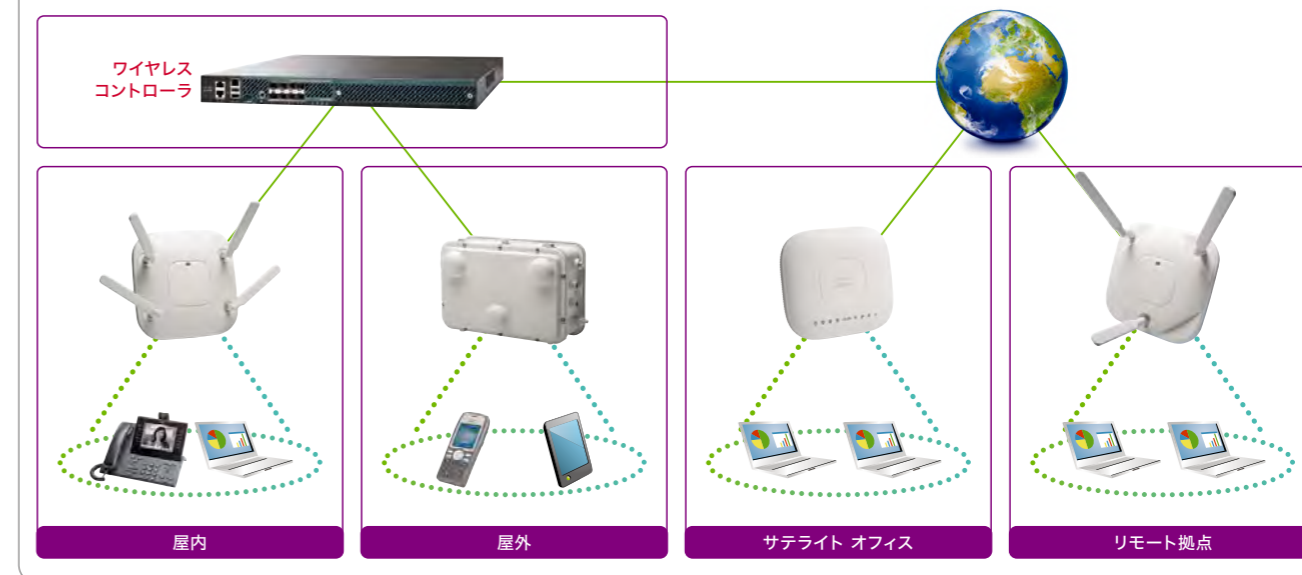 ワイヤレス
コントローラ
屋内
屋外
サテライト オフィス
リモート拠点